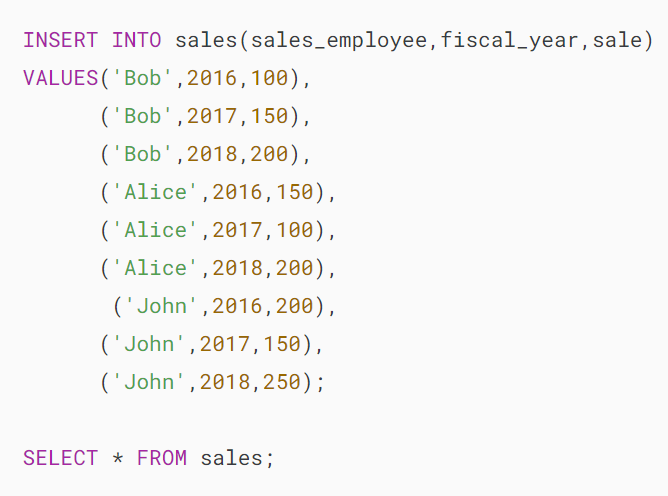 INSERT INTO sales(sales_employee,fiscal_year,sale)
VALUES('Bob',2016,100),
('Bob',2017,150),
('Bob',2018,200),
('Alice',2016,150),
('Alice',2017,100),
('Alice',2018,200),
('John',2016,200),
('John',2017,150),
('John',2018,250);
SELECT * FROM sales;